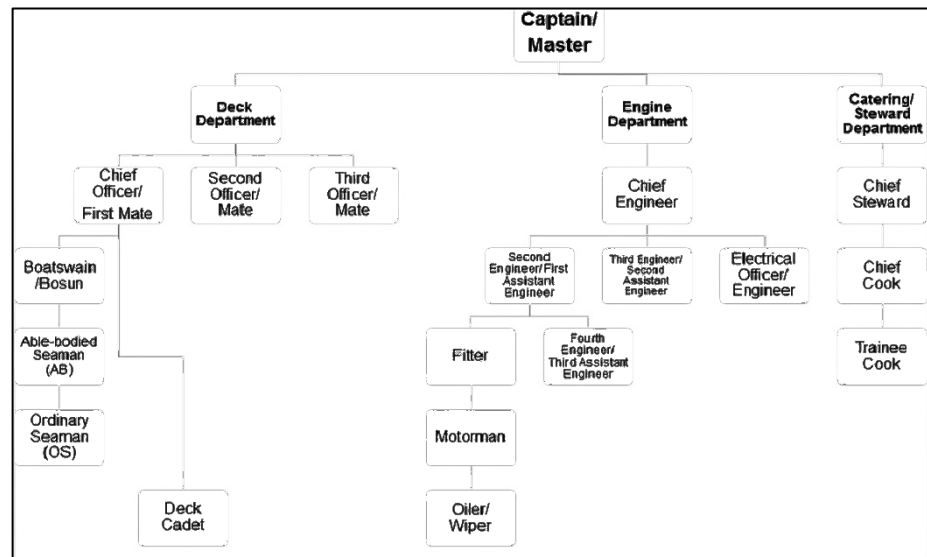 Captain/
Master
Deck
Department
Engine
Department
Catering/
Steward
Department
Chief
Officer/
First Mate
Second
Officer/
Mate
Third
Officer/
Mate
Chief
Engineer
Chief
Steward
Boatswain
/Bosun
Second
Engineer/First
Assistant
Engineer
Third Engineer/
Second
Assistant
Engineer
Electrical
Officer/
Engineer
Chief
Cook
Able-bodied
Seaman
(AB)
Fitter
Fourth
Engineer/
Third Assistant
Engineer
Trainee
Cook
Ordinary
Seaman
(OS)
Motorman
Deck
Cadet
Oiler/
Wiper